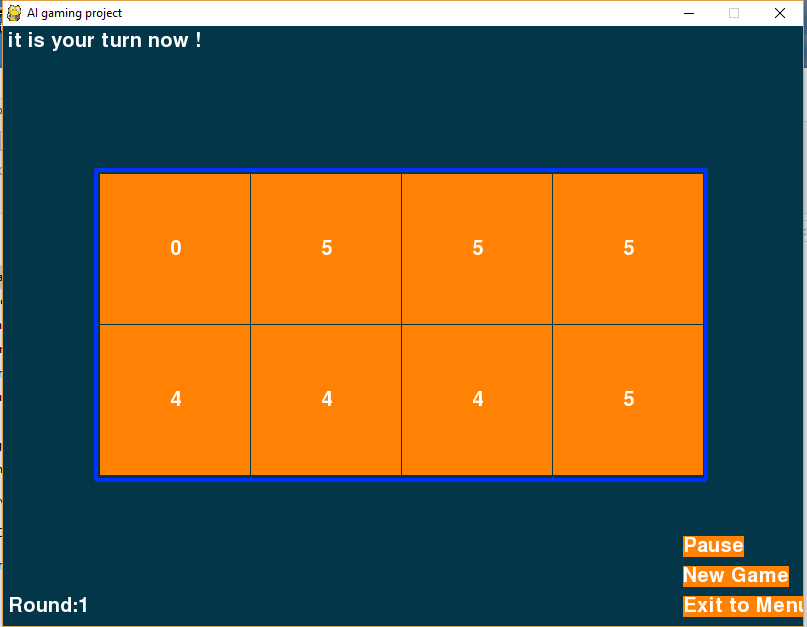 AI gaming project
it is your turn now !
0 5 5 5
4 4 4 5
Pause
New Game
Round:1
Exit to Menu